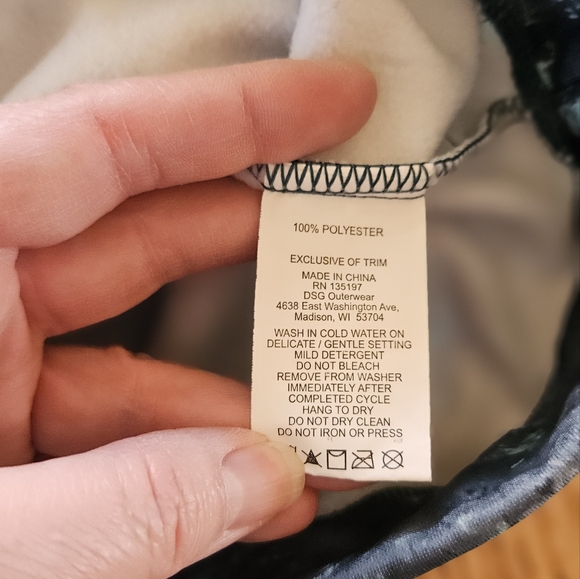 100% POLYESTER
EXCLUSIVE OF TRIM
MADE IN CHINA
RN 135197
DSG Outerwear
4638 East Washington Ave,
Madison, WI 53704
WASH IN COLD WATER ON
DELICATE / GENTLE SETTING
MILD DETERGENT
DO NOT BLEACH
REMOVE FROM WASHER
IMMEDIATELY AFTER
COMPLETED CYCLE
HANG TO DRY
DO NOT DRY CLEAN
DO NOT IRON OR PRESS